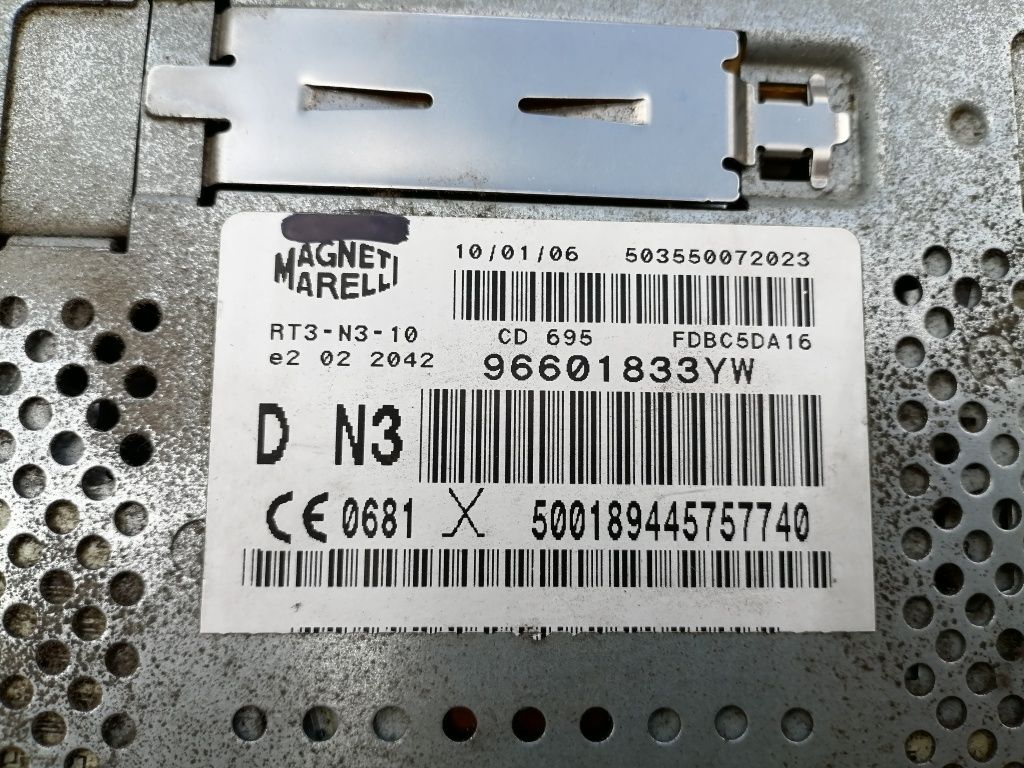 MAGNETI
MARELLI
10/01/06 503550072023
RT3-N3-10 CD 695 FDBC5DA16
e2 02 2042 96601833YW
D N3
CE 0681 X 500189445757740